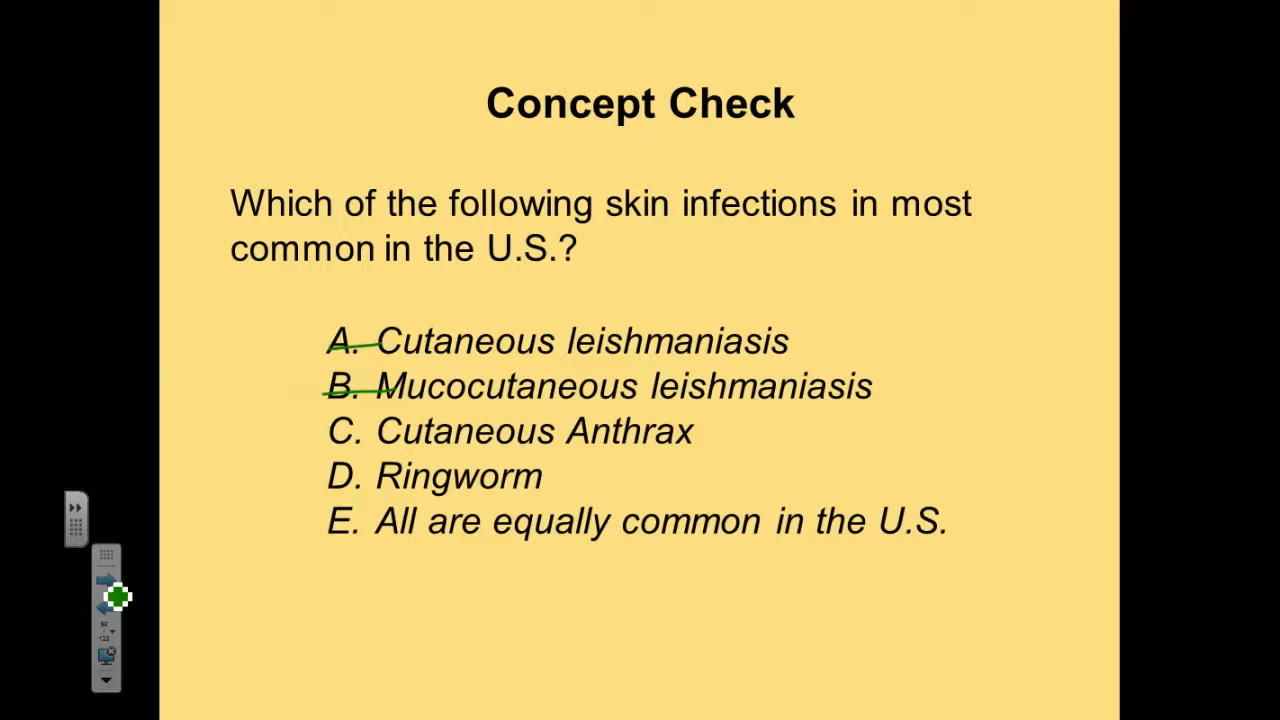 Concept Check
Which of the following skin infections in most
common in the U.S.?
A. Cutaneous leishmaniasis
B. Mucocutaneous leishmaniasis
C. Cutaneous Anthrax
D. Ringworm
E. All are equally common in the U.S.